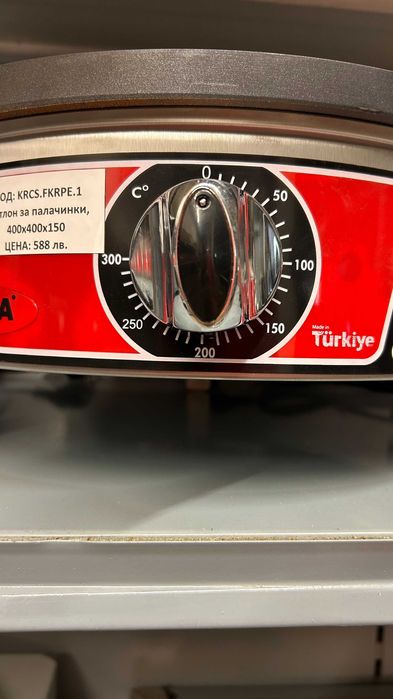 ОД: KRCS.FKRPE.1
тлон за палачинки,
400x400x150
ЦЕНА: 588 лв.
A®
C°
0
50
100
150
200
250
300
Made in
Türkiye